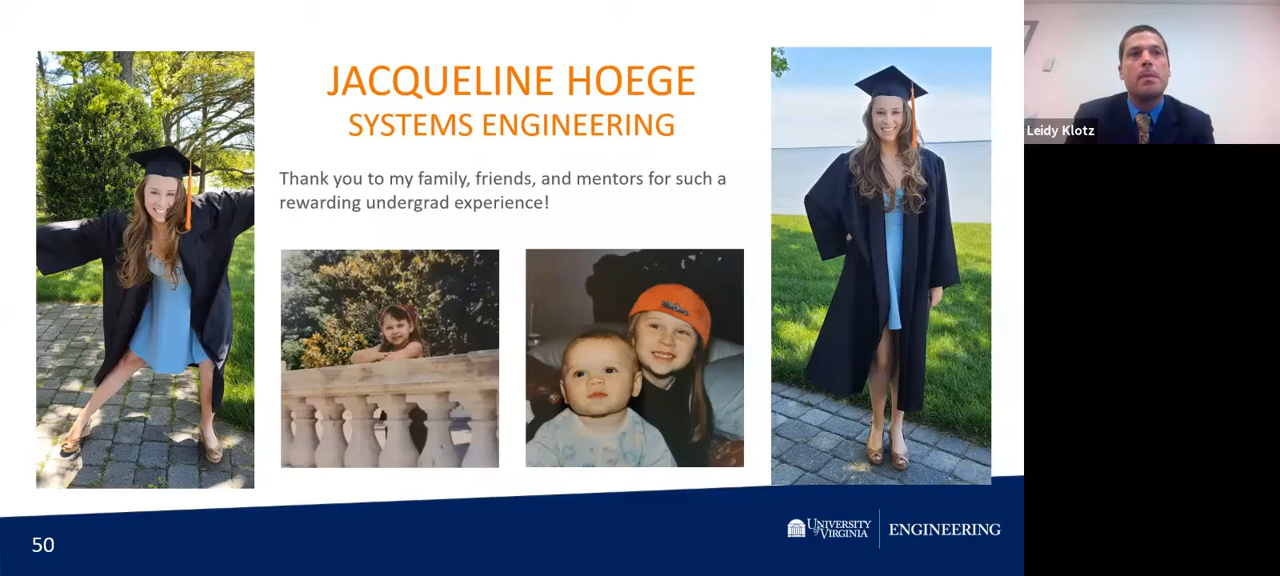 JACQUELINE HOEGE
SYSTEMS ENGINEERING
Thank you to my family, friends, and mentors for such a
rewarding undergrad experience!
Leidy Klotz
50
UNIVERSITY
of VIRGINIA
ENGINEERING